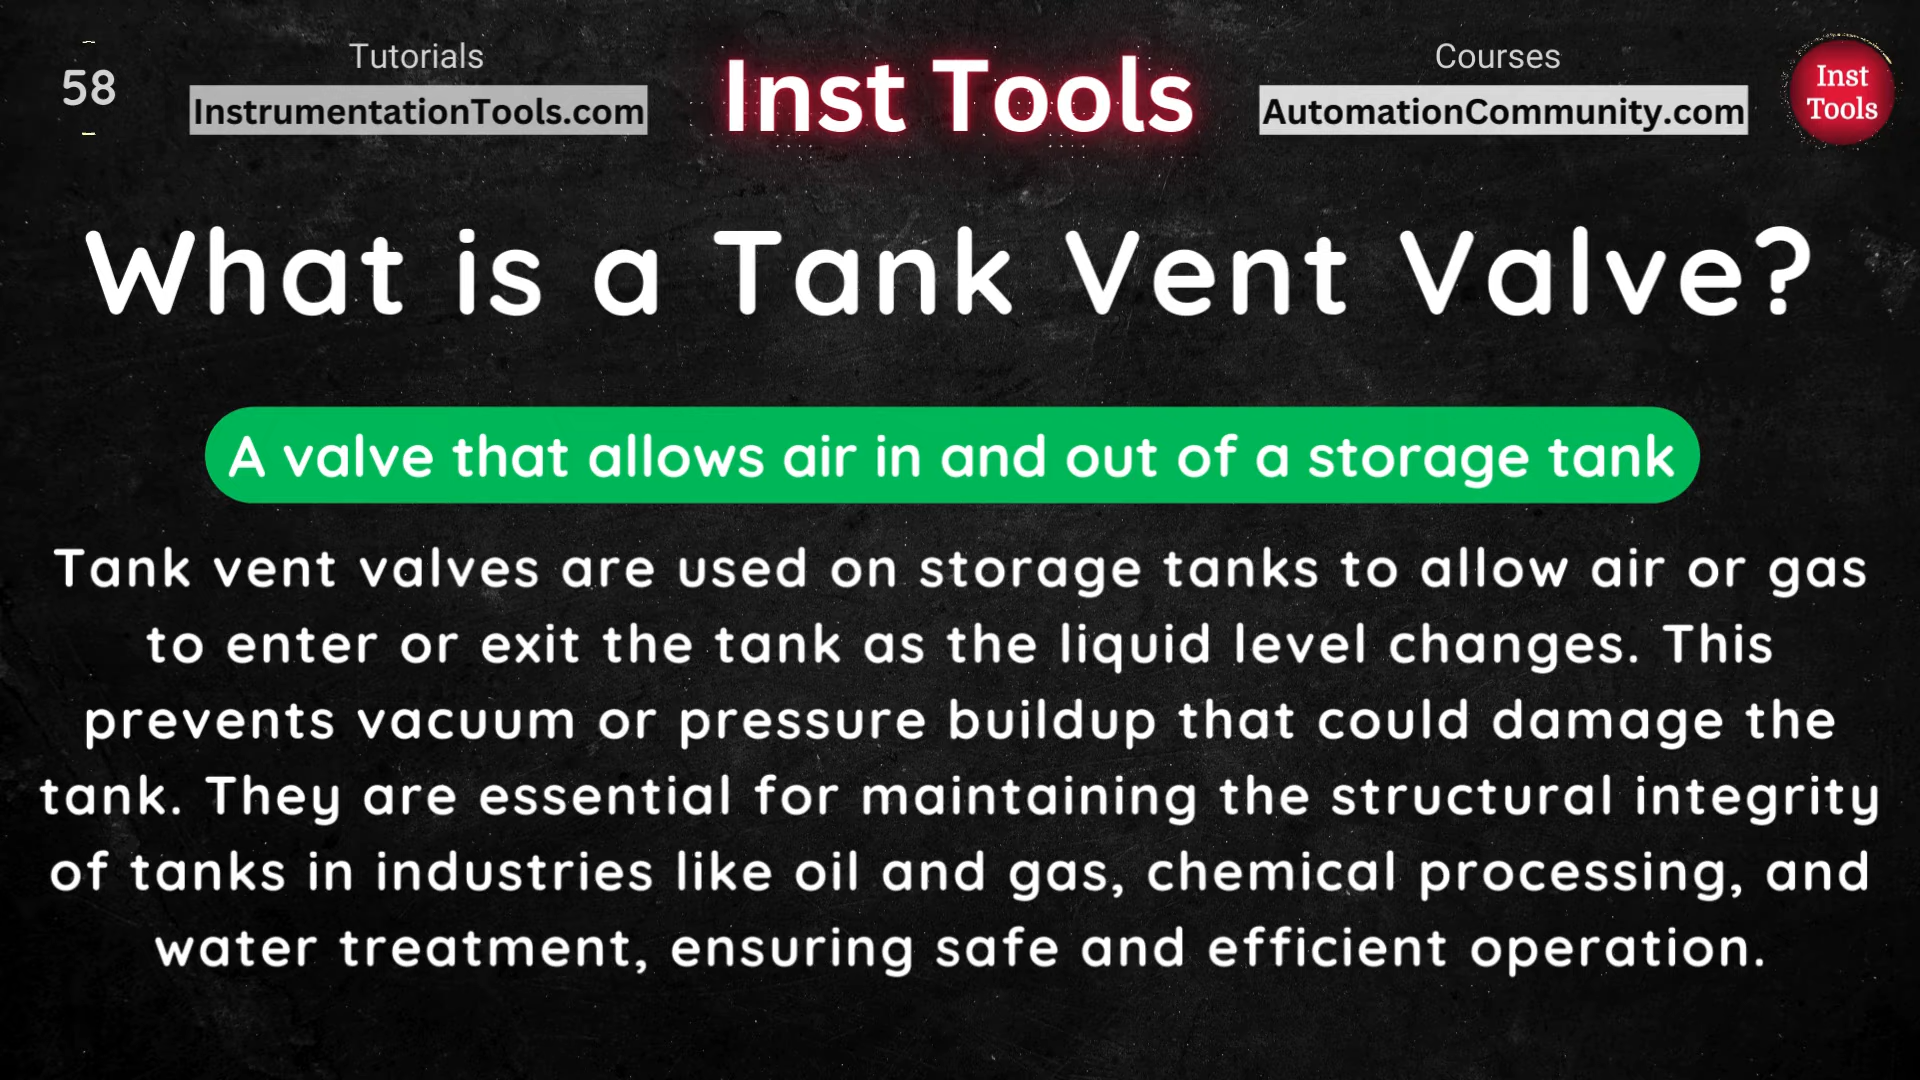 58
Tutorials
InstrumentationTools.com
Inst Tools
Courses
AutomationCommunity.com
Inst
Tools
What is a Tank Vent Valve?
A valve that allows air in and out of a storage tank
Tank vent valves are used on storage tanks to allow air or gas
to enter or exit the tank as the liquid level changes. This
prevents vacuum or pressure buildup that could damage the
tank. They are essential for maintaining the structural integrity
of tanks in industries like oil and gas, chemical processing, and
water treatment, ensuring safe and efficient operation.